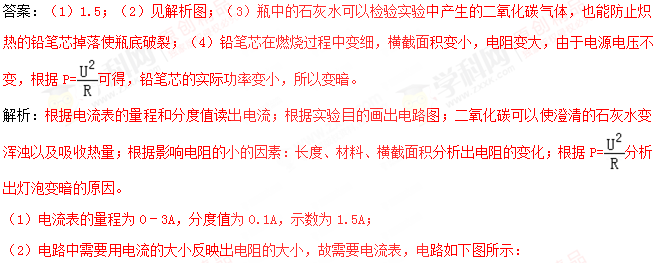 答案：（1）1.5；（2）见解析图；（3）瓶中的石灰水可以检验实验中产生的二氧化碳气体，也能防止炽
热的铅笔芯掉落使瓶底破裂；（4）铅笔芯在燃烧过程中变细，横截面积变小，电阻变大，由于电源电压不
变，根据 P=U²/R可得，铅笔芯的实际功率变小，所以变暗。
解析：根据电流表的量程和分度值读出电流；根据实验目的画出电路图；二氧化碳可以使澄清的石灰水变
浑浊以及吸收热量；根据影响电阻的小的因素：长度、材料、横截面积分析出电阻的变化；根据 P=U²/R分析
出灯泡变暗的原因。
（1）电流表的量程为 0－3A，分度值为 0.1A，示数为 1.5A；
（2）电路中需要用电流的大小反映出电阻的大小，故需要电流表，电路如下图所示：